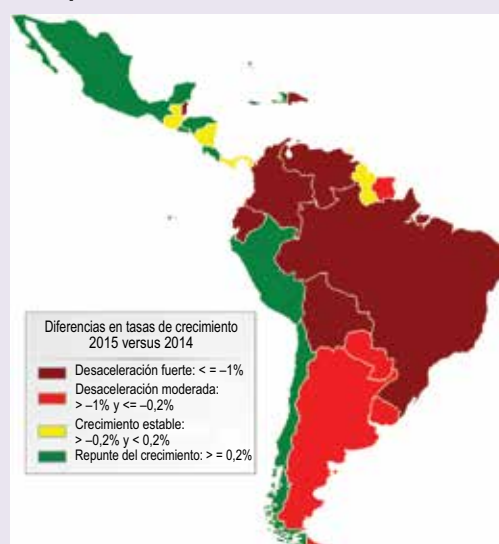 Diferencias en tasas de crecimiento
2015 versus 2014
Desaceleración fuerte: < = –1%
Desaceleración moderada:
> –1% y <= –0,2%
Crecimiento estable:
> –0,2% y < 0,2%
Repunte del crecimiento: > = 0,2%